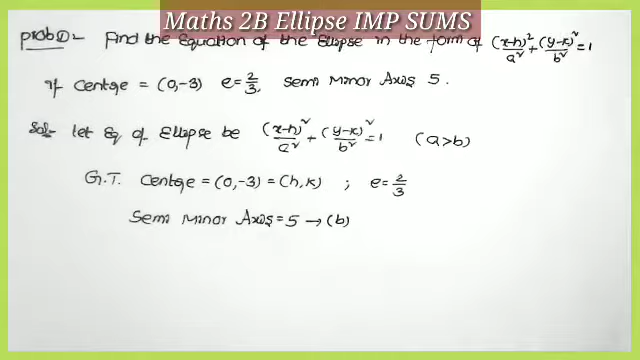 Maths 2B Ellipse IMP SUMS
Prob①:- Find the Equation of the Ellipse in the form of (x-h)²/a² + (y-k)²/b² = 1
if Centre = (0,-3) e = 2/3, Semi Minor Axis 5.
Sol:- let Eq of Ellipse be (x-h)²/a² + (y-k)²/b² = 1 (a>b)
G.T. Centre = (0,-3) = (h,k) ; e = 2/3
Semi Minor Axis = 5 → (b)